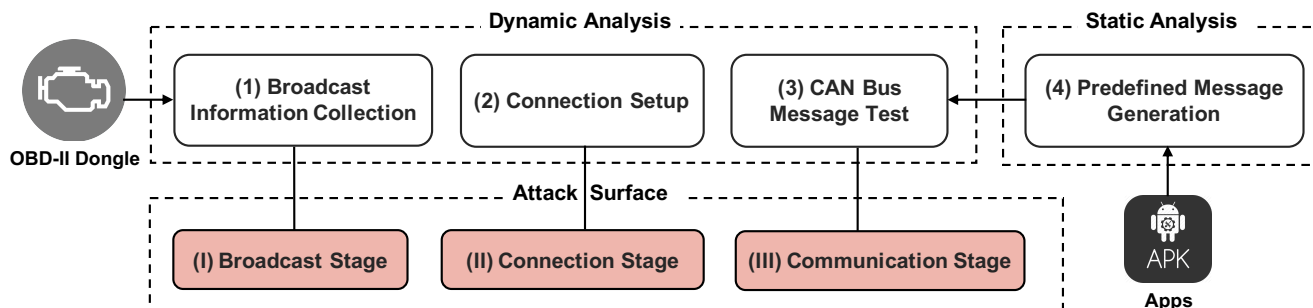 Dynamic Analysis
Static Analysis
(1) Broadcast
Information Collection
(2) Connection Setup
(3) CAN Bus
Message Test
(4) Predefined Message
Generation
OBD-II Dongle
Attack Surface
(I) Broadcast Stage
(II) Connection Stage
(III) Communication Stage
APK
Apps